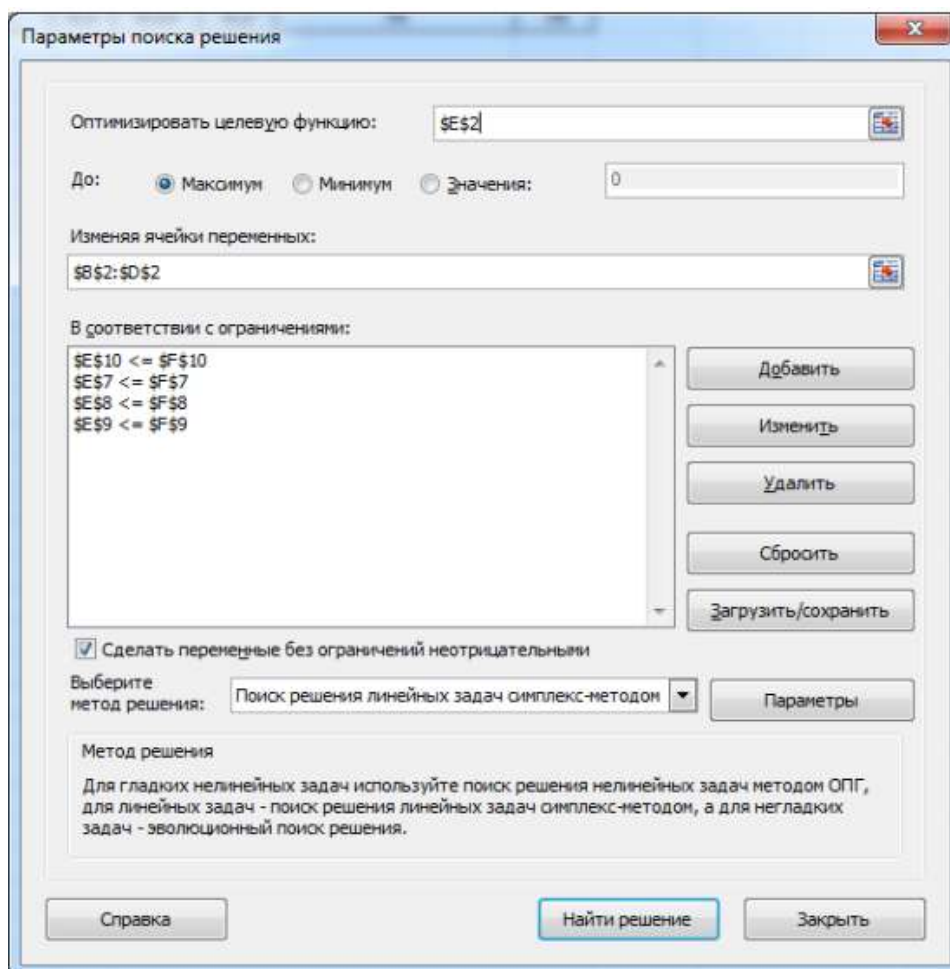 Параметры поиска решения
Оптимизировать целевую функцию: $E$2
До: Максимум Минимум Значения: 0
Изменяя ячейки переменных:
$B$2:$D$2
В соответствии с ограничениями:
$E$10 <= $F$10
$E$7 <= $F$7
$E$8 <= $F$8
$E$9 <= $F$9
Добавить
Изменить
Удалить
Сбросить
Загрузить/сохранить
Сделать переменные без ограничений неотрицательными
Выберите
метод решения: Поиск решения линейных задач симплекс-методом Параметры
Метод решения
Для гладких нелинейных задач используйте поиск решения нелинейных задач методом ОПГ,
для линейных задач - поиск решения линейных задач симплекс-методом, а для негладких
задач - эволюционный поиск решения.
Справка Найти решение Закрыть